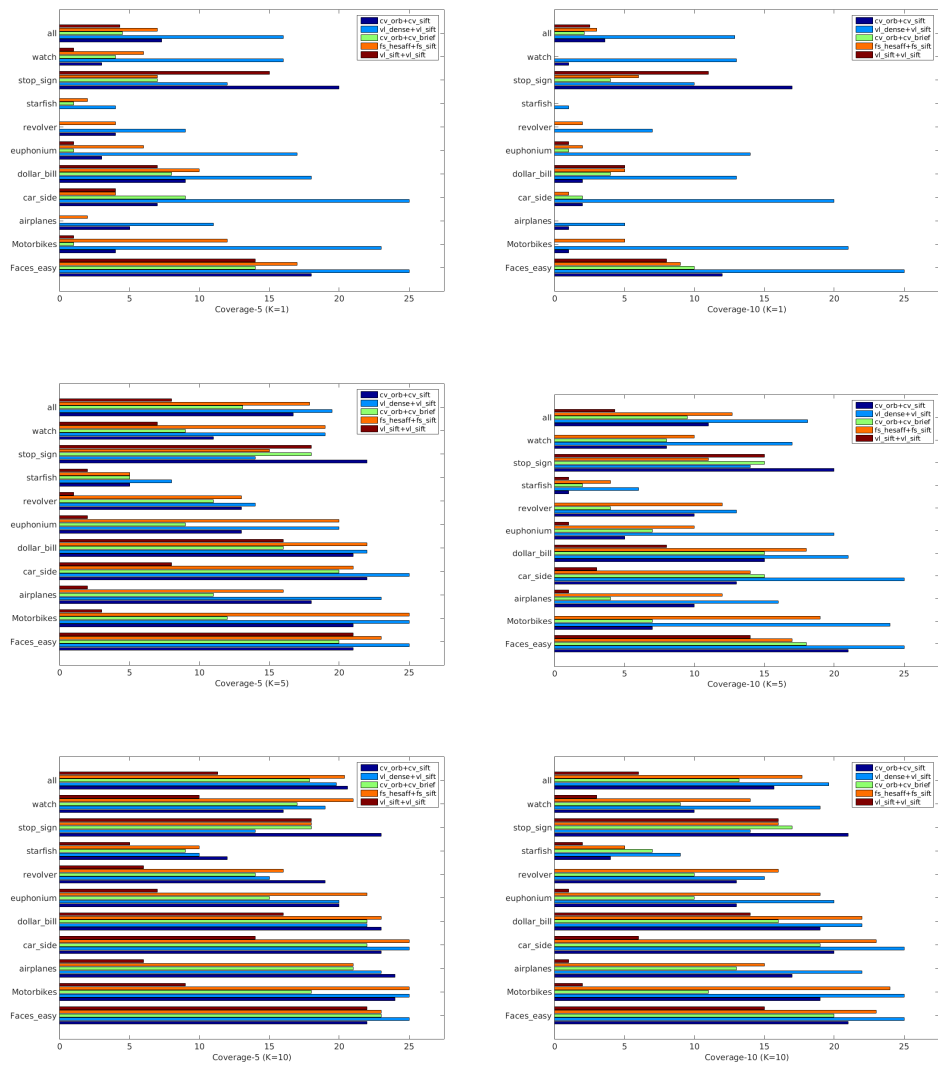 all
watch
stop_sign
starfish
revolver
euphonium
dollar_bill
car_side
airplanes
Motorbikes
Faces_easy
0 5 10 15 20 25
Coverage-5 (K=1)
cv_orb+cv_sift
vl_dense+vl_sift
cv_orb+cv_brief
fs_hesaff+fs_sift
vl_sift+vl_sift
all
watch
stop_sign
starfish
revolver
euphonium
dollar_bill
car_side
airplanes
Motorbikes
Faces_easy
0 5 10 15 20 25
Coverage-10 (K=1)
cv_orb+cv_sift
vl_dense+vl_sift
cv_orb+cv_brief
fs_hesaff+fs_sift
vl_sift+vl_sift
all
watch
stop_sign
starfish
revolver
euphonium
dollar_bill
car_side
airplanes
Motorbikes
Faces_easy
0 5 10 15 20 25
Coverage-5 (K=5)
cv_orb+cv_sift
vl_dense+vl_sift
cv_orb+cv_brief
fs_hesaff+fs_sift
vl_sift+vl_sift
all
watch
stop_sign
starfish
revolver
euphonium
dollar_bill
car_side
airplanes
Motorbikes
Faces_easy
0 5 10 15 20 25
Coverage-10 (K=5)
cv_orb+cv_sift
vl_dense+vl_sift
cv_orb+cv_brief
fs_hesaff+fs_sift
vl_sift+vl_sift
all
watch
stop_sign
starfish
revolver
euphonium
dollar_bill
car_side
airplanes
Motorbikes
Faces_easy
0 5 10 15 20 25
Coverage-5 (K=10)
cv_orb+cv_sift
vl_dense+vl_sift
cv_orb+cv_brief
fs_hesaff+fs_sift
vl_sift+vl_sift
all
watch
stop_sign
starfish
revolver
euphonium
dollar_bill
car_side
airplanes
Motorbikes
Faces_easy
0 5 10 15 20 25
Coverage-10 (K=10)
cv_orb+cv_sift
vl_dense+vl_sift
cv_orb+cv_brief
fs_hesaff+fs_sift
vl_sift+vl_sift